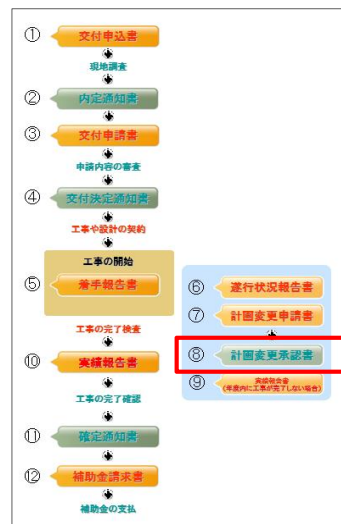 ① 交付申込書
現地調査
② 内定通知書
③ 交付申請書
申請内容の審査
④ 交付決定通知書
工事や設計の契約
工事の開始
⑤ 着手報告書
工事の完了検査
⑩ 実績報告書
工事の完了確認
⑪ 確定通知書
⑫ 補助金請求書
補助金の支払
⑥ 遂行状況報告書
⑦ 計画変更申請書
⑧ 計画変更承認書
⑨ 実績報告書
(年度内に工事が完了しない場合)